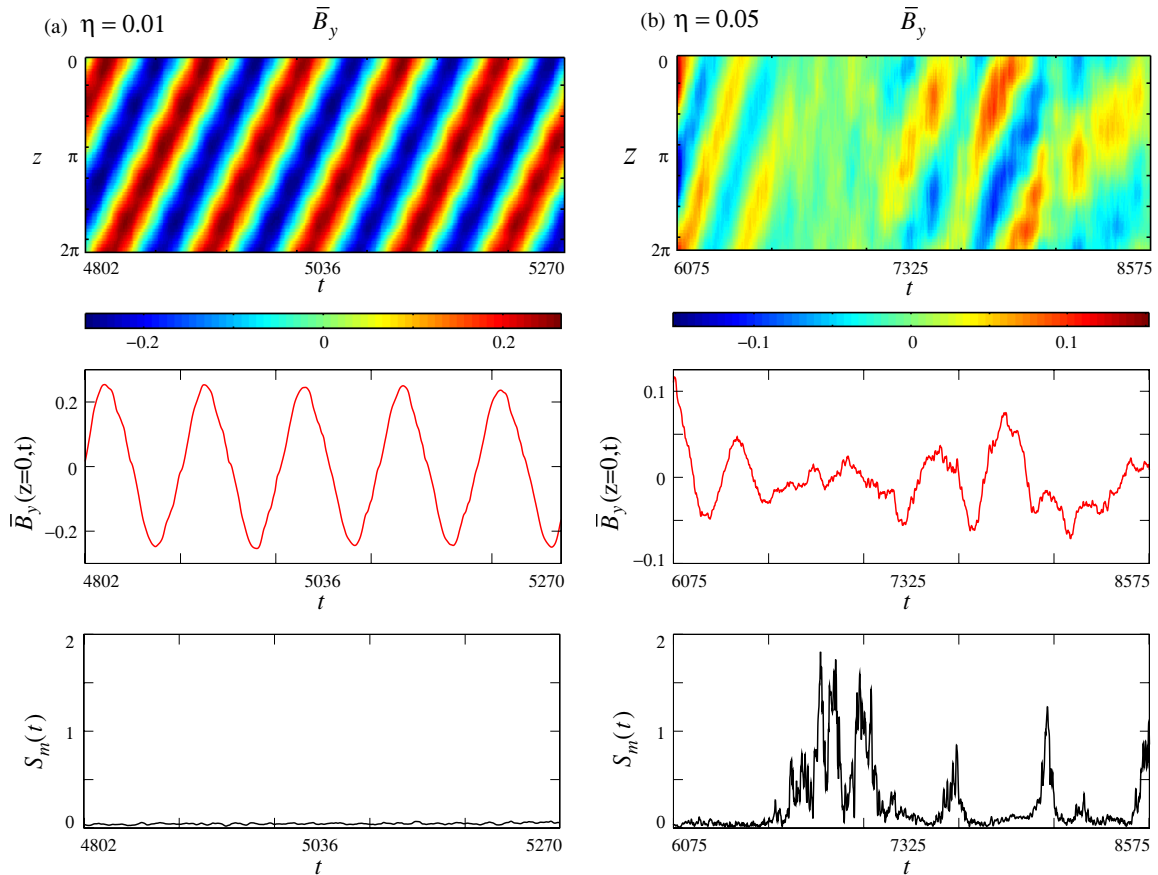 (a) η = 0.01 B̅y
0
z π
2π
4802 5036 5270
t
−0.2 0 0.2
0.2
B̅y(z=0,t) 0
−0.2
4802 5036 5270
t
2
Sm(t) 1
0
4802 5036 5270
t
(b) η = 0.05 B̅y
0
z π
2π
6075 7325 8575
t
−0.1 0 0.1
0.1
B̅y(z=0,t) 0
−0.1
6075 7325 8575
t
2
Sm(t) 1
0
6075 7325 8575
t